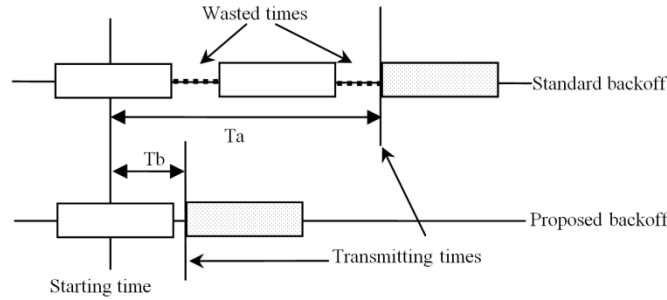 Wasted times
Standard backoff
Ta
Tb
Proposed backoff
Transmitting times
Starting time